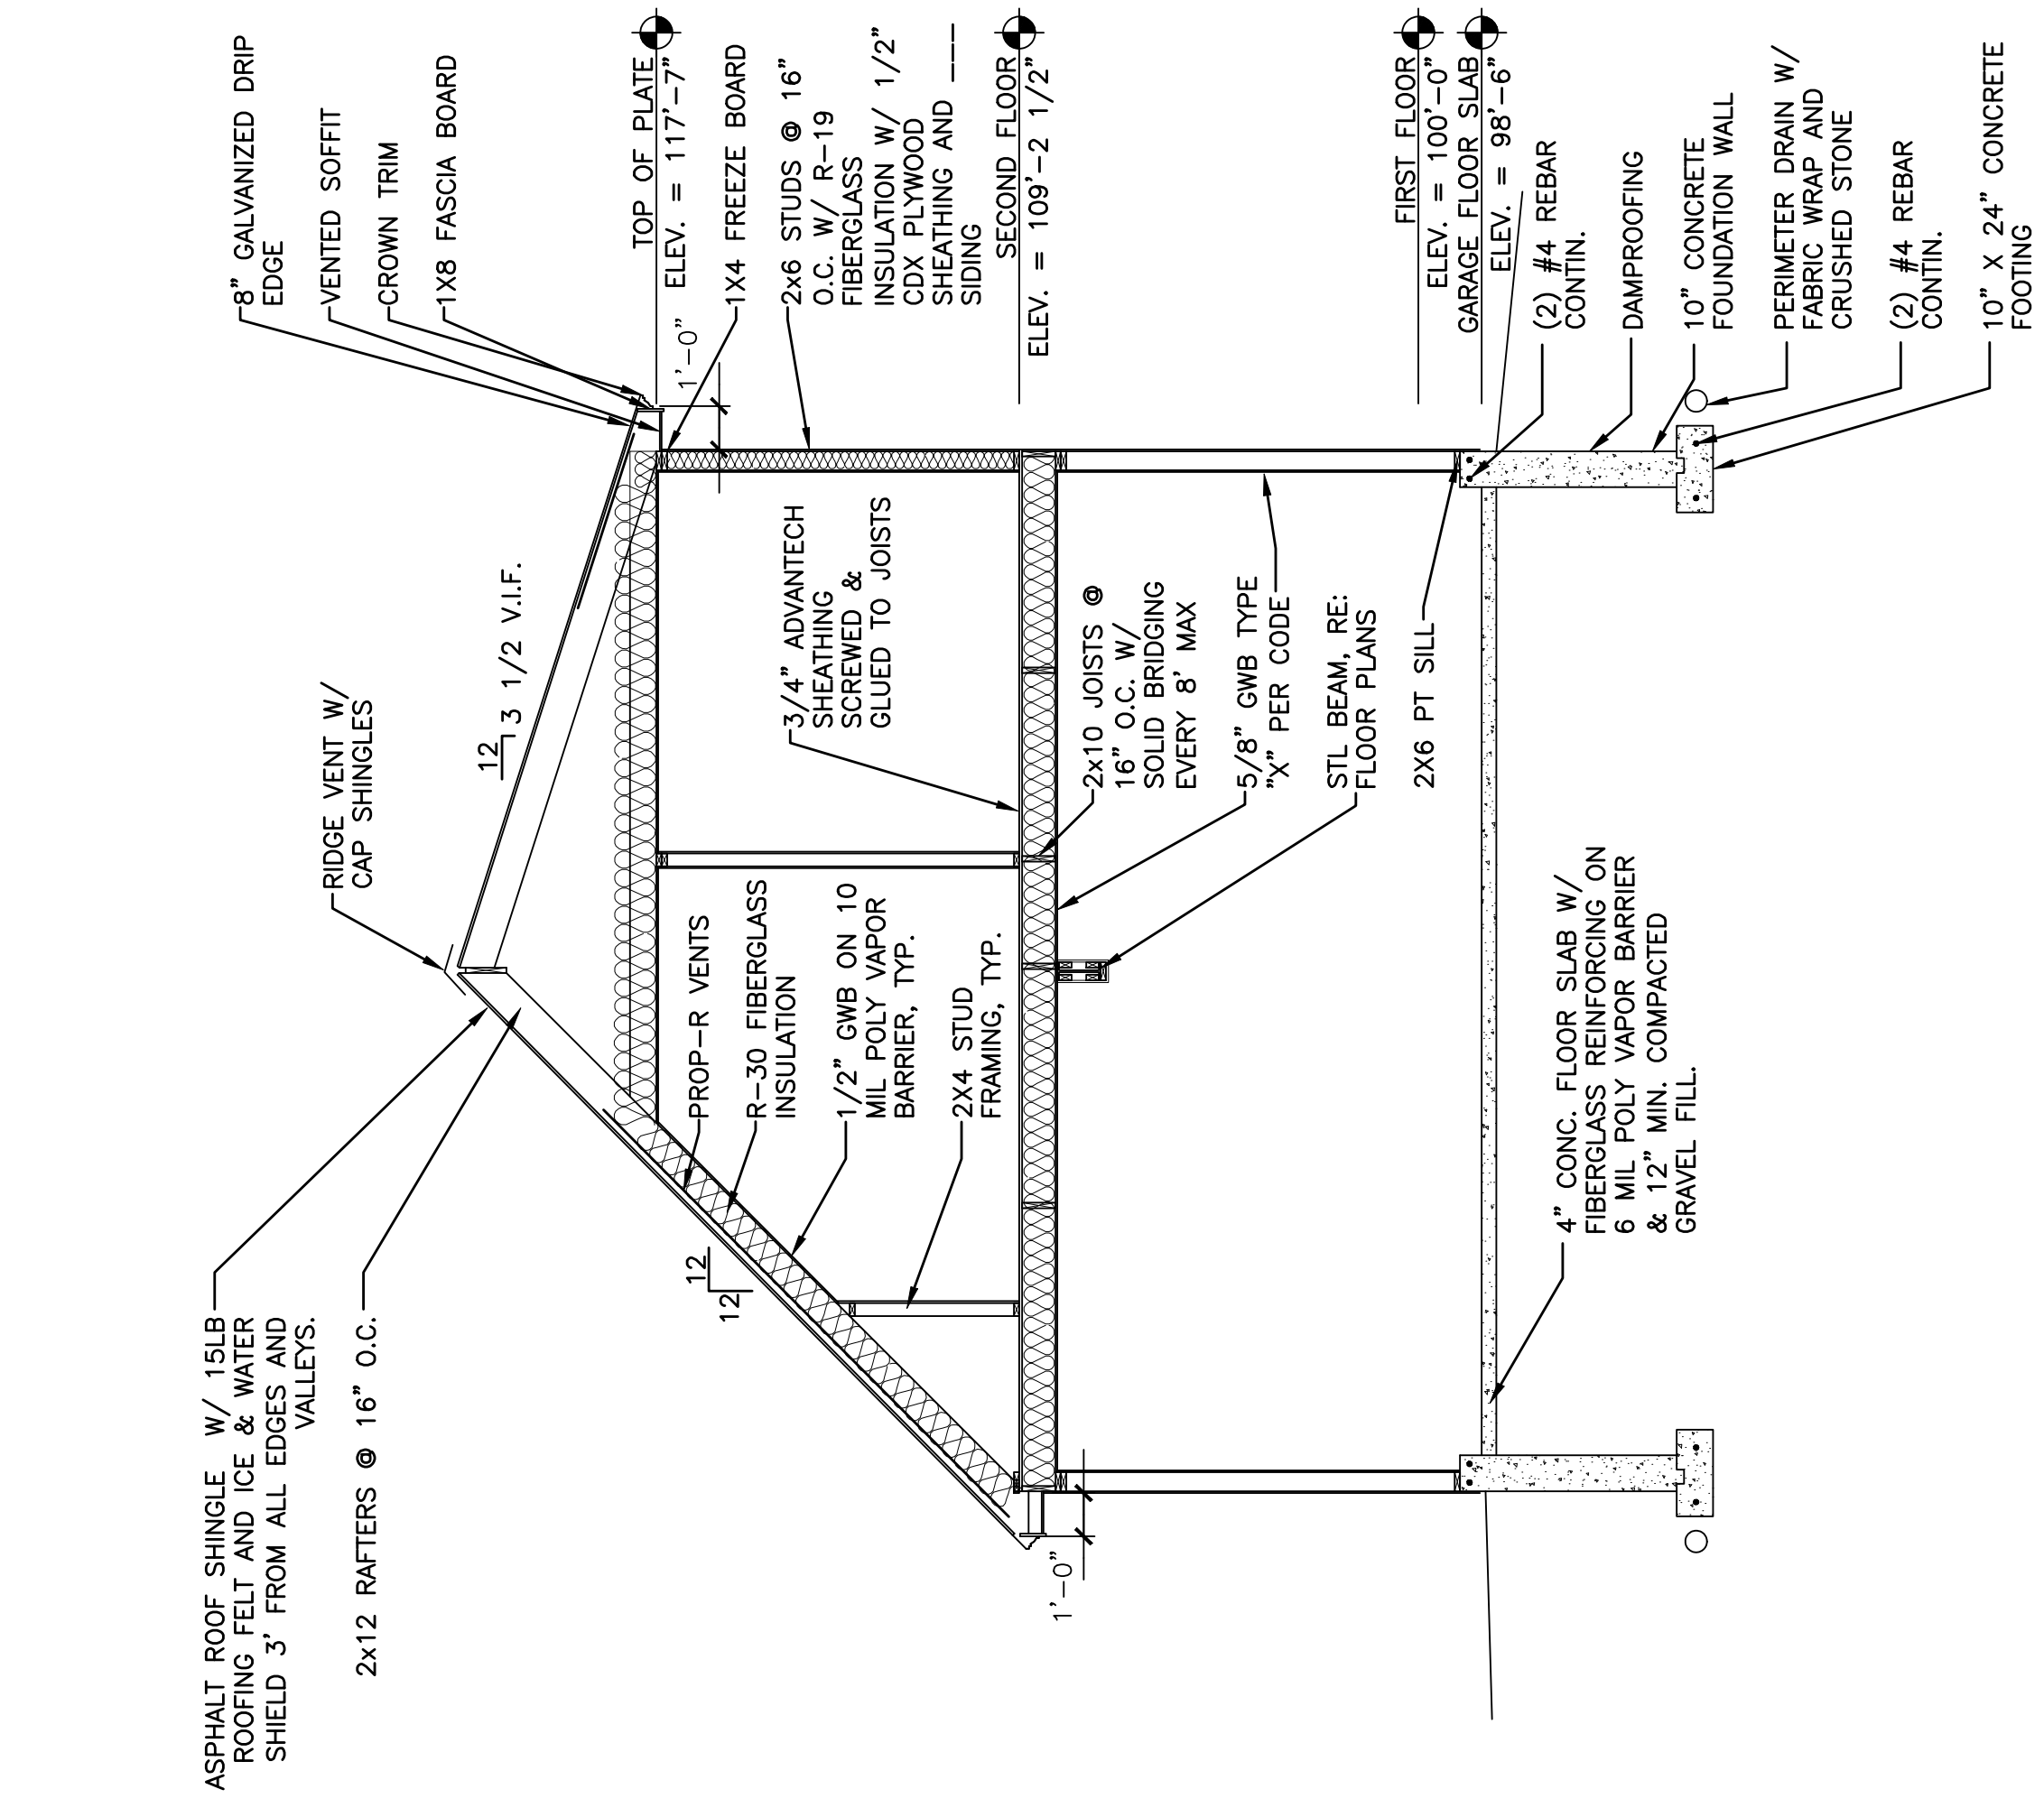 ASPHALT ROOF SHINGLE W/ 15LB
ROOFING FELT AND ICE & WATER
SHIELD 3' FROM ALL EDGES AND
VALLEYS.
2x12 RAFTERS @ 16" O.C.
RIDGE VENT W/
CAP SHINGLES
12
3 1/2 V.I.F.
8" GALVANIZED DRIP
EDGE
VENTED SOFFIT
CROWN TRIM
1X8 FASCIA BOARD
TOP OF PLATE
ELEV. = 117'-7"
1'-0"
1X4 FREEZE BOARD
2x6 STUDS @ 16"
O.C. W/ R-19
FIBERGLASS
INSULATION W/ 1/2"
CDX PLYWOOD
SHEATHING AND
SIDING
SECOND FLOOR
ELEV. = 109'-2 1/2"
12
12
PROP-R VENTS
R-30 FIBERGLASS
INSULATION
1/2" GWB ON 10
MIL POLY VAPOR
BARRIER, TYP.
2X4 STUD
FRAMING, TYP.
3/4" ADVANTECH
SHEATHING
SCREWED &
GLUED TO JOISTS
1'-0"
2x10 JOISTS @
16" O.C. W/
SOLID BRIDGING
EVERY 8' MAX
5/8" GWB TYPE
"X" PER CODE
STL BEAM, RE:
FLOOR PLANS
2X6 PT SILL
FIRST FLOOR
ELEV. = 100'-0"
GARAGE FLOOR SLAB
ELEV. = 98'-6"
4" CONC. FLOOR SLAB W/
FIBERGLASS REINFORCING ON
6 MIL POLY VAPOR BARRIER
& 12" MIN. COMPACTED
GRAVEL FILL.
(2) #4 REBAR
CONTIN.
DAMPROOFING
10" CONCRETE
FOUNDATION WALL
PERIMETER DRAIN W/
FABRIC WRAP AND
CRUSHED STONE
(2) #4 REBAR
CONTIN.
10" X 24" CONCRETE
FOOTING